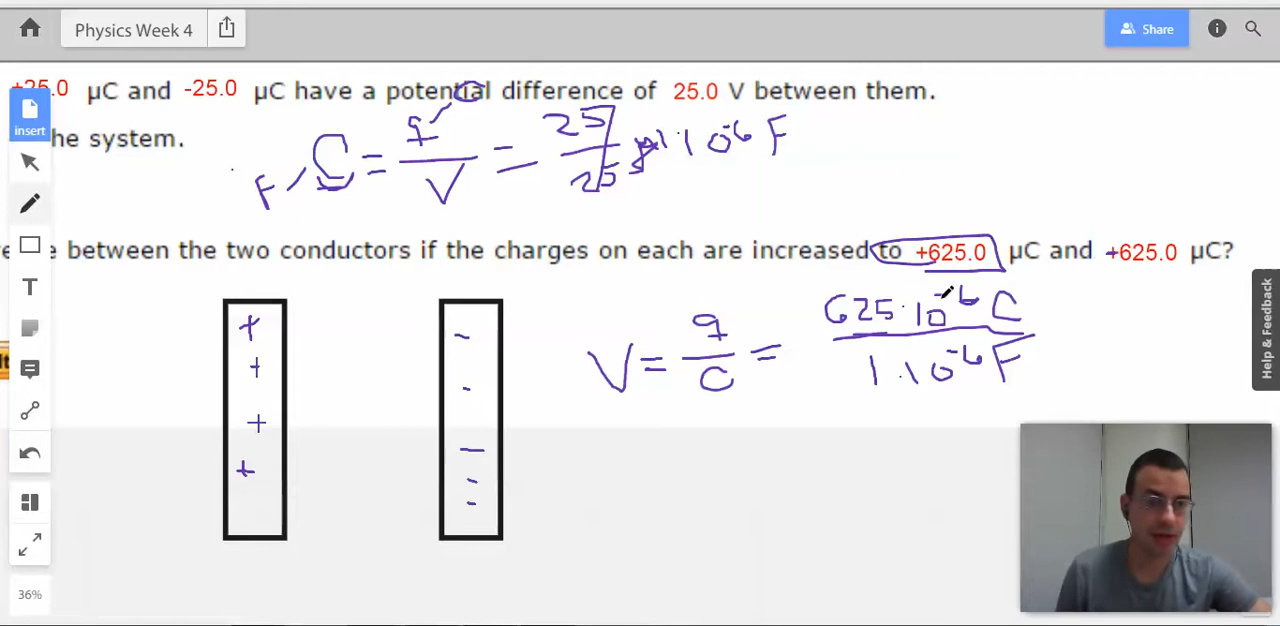 Physics Week 4
Share
+25.0 μC and -25.0 μC have a potential difference of 25.0 V between them.
insert
he system.
F C = q / V = 25 / 25 · 1 · 10⁻⁶ F
e between the two conductors if the charges on each are increased to +625.0 μC and +625.0 μC?
+ + + +
- - - - -
V = q / C = 625 · 10⁻⁶ C / 1 · 10⁻⁶ F
Help & Feedback
36%